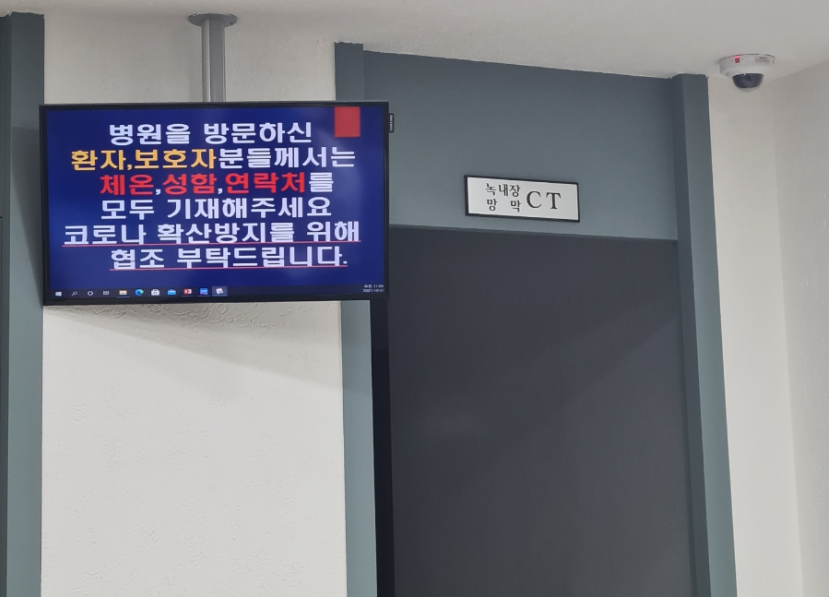 병원을 방문하신
환자,보호자분들께서는
체온,성함,연락처를
모두 기재해주세요
코로나 확산방지를 위해
협조 부탁드립니다.
녹내장
망 막 CT